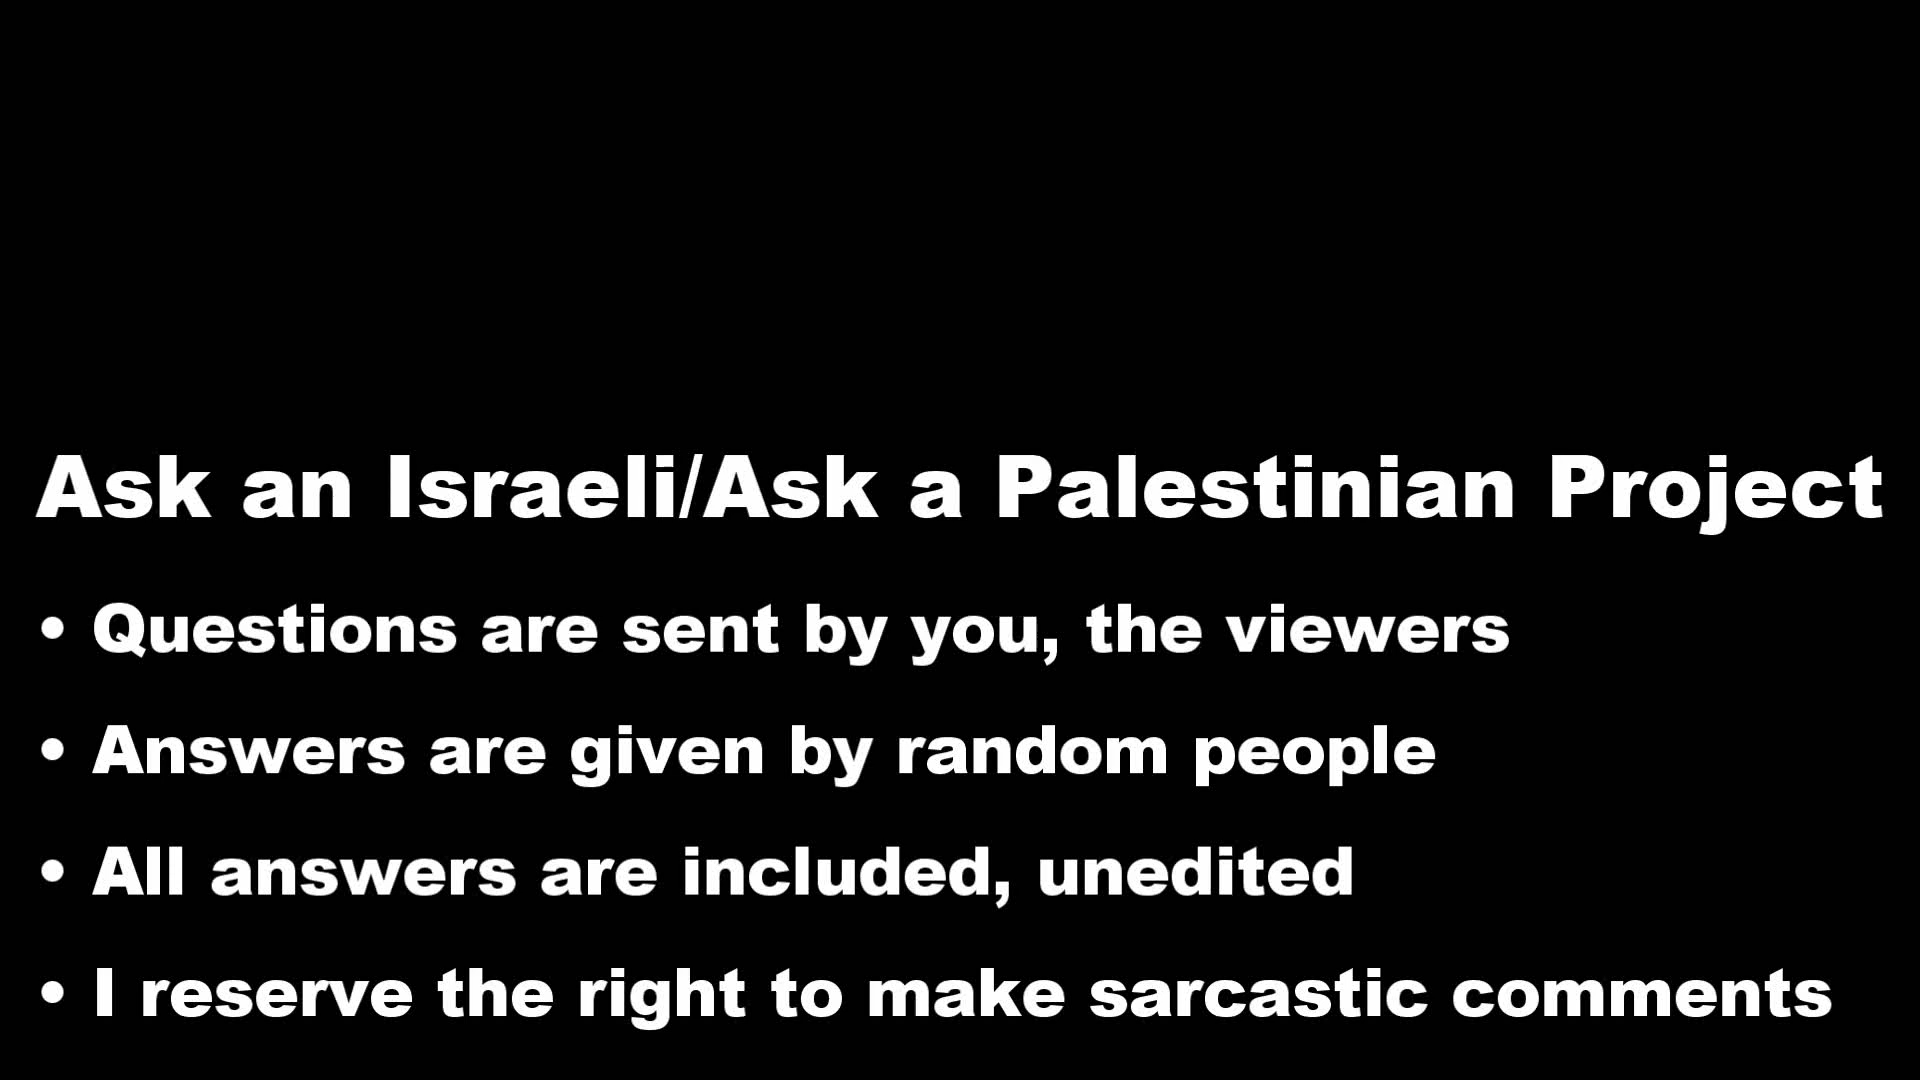 Ask an Israeli/Ask a Palestinian Project
• Questions are sent by you, the viewers
• Answers are given by random people
• All answers are included, unedited
• I reserve the right to make sarcastic comments